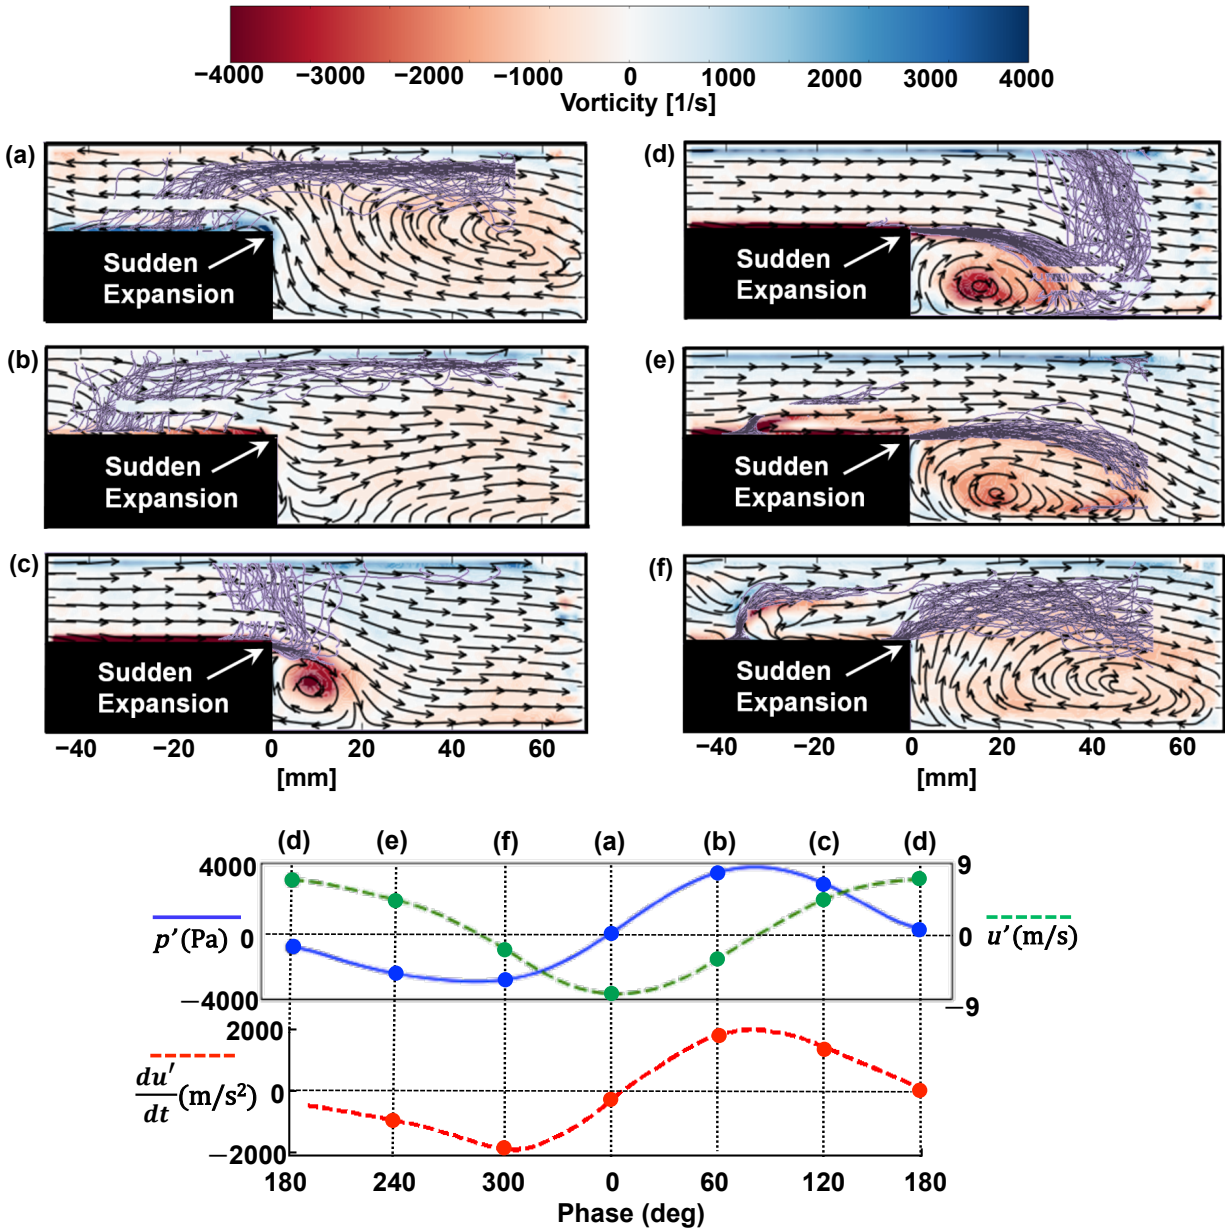 −4000 −3000 −2000 −1000 0 1000 2000 3000 4000
Vorticity [1/s]
(a)
Sudden
Expansion
(b)
Sudden
Expansion
(c)
Sudden
Expansion
−40 −20 0 20 40 60
[mm]
(d)
Sudden
Expansion
(e)
Sudden
Expansion
(f)
Sudden
Expansion
−40 −20 0 20 40 60
[mm]
(d) (e) (f) (a) (b) (c) (d)
4000 9
p′(Pa) 0 0 u′(m/s)
−4000 −9
2000
du′/dt (m/s²) 0
−2000
180 240 300 0 60 120 180
Phase (deg)